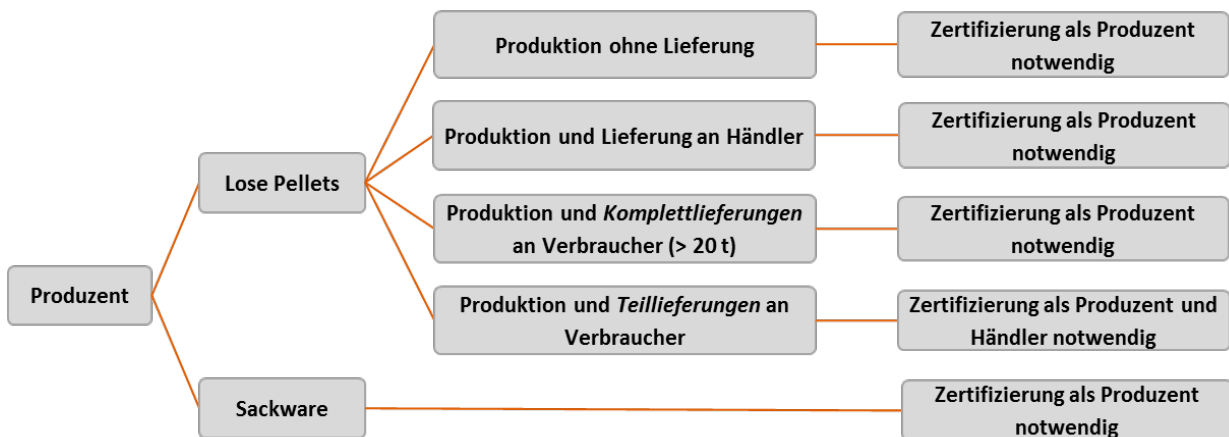 Produktion ohne Lieferung
Zertifizierung als Produzent
notwendig
Produktion und Lieferung an Händler
Zertifizierung als Produzent
notwendig
Lose Pellets
Produktion und Komplettlieferungen
an Verbraucher (> 20 t)
Zertifizierung als Produzent
notwendig
Produzent
Produktion und Teillieferungen an
Verbraucher
Zertifizierung als Produzent und
Händler notwendig
Sackware
Zertifizierung als Produzent
notwendig